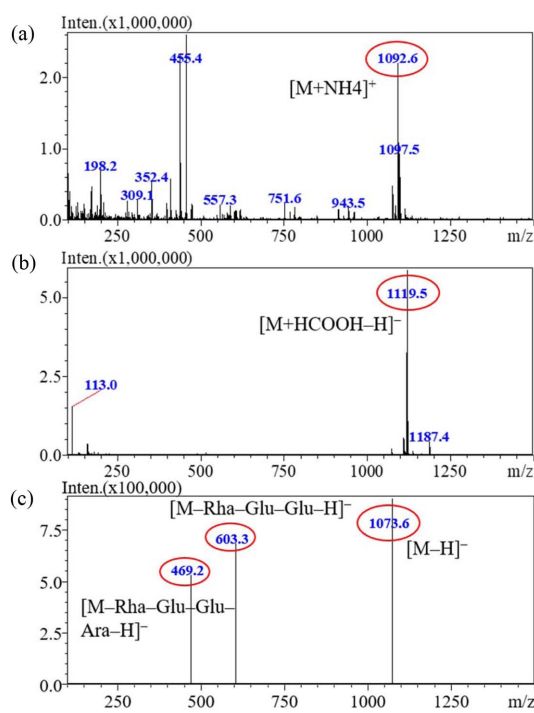 (a)
Inten.(x1,000,000)
455.4
1092.6
[M+NH4]+
2.0
1.0
198.2
352.4
309.1
1097.5
557.3
751.6
943.5
0.0
250 500 750 1000 1250 m/z
(b)
Inten.(x1,000,000)
1119.5
5.0
[M+HCOOH–H]–
2.5
113.0
1187.4
0.0
250 500 750 1000 1250 m/z
(c)
Inten.(x100,000)
[M–Rha–Glu–Glu–H]–
7.5
603.3
1073.6
[M–H]–
5.0
469.2
[M–Rha–Glu–Glu–
Ara–H]–
2.5
0.0
250 500 750 1000 1250 m/z